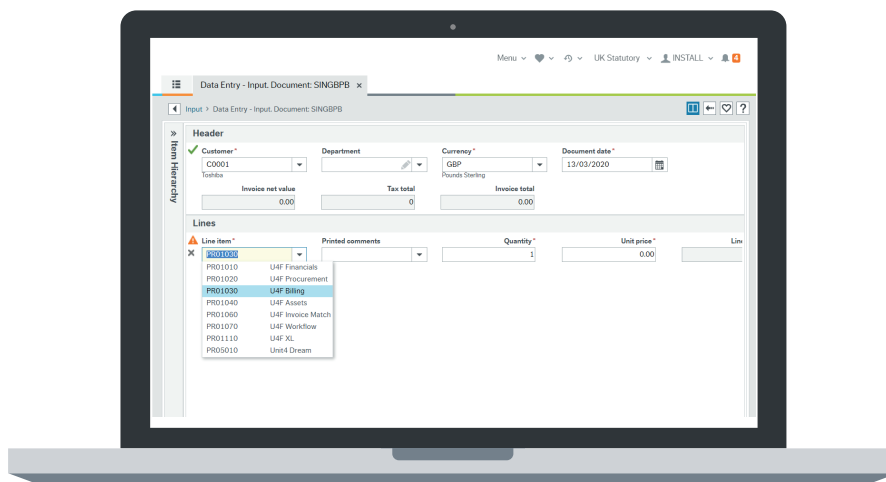 Menu UK Statutory INSTALL 4
Data Entry - Input. Document: SINGBPB ×
Input Data Entry - Input. Document: SINGBPB ?
» Header
Item Hierarchy
Customer* Department Currency* Document date*
C0001 GBP 13/03/2020
Toshiba Pounds Sterling
Invoice net value Tax total Invoice total
0.00 0 0.00
Lines
Line item* Printed comments Quantity* Unit price* Line
PR01030 1 0.00
PR01010 U4F Financials
PR01020 U4F Procurement
PR01030 U4F Billing
PR01040 U4F Assets
PR01060 U4F Invoice Match
PR01070 U4F Workflow
PR01110 U4F XL
PR05010 Unit4 Dream